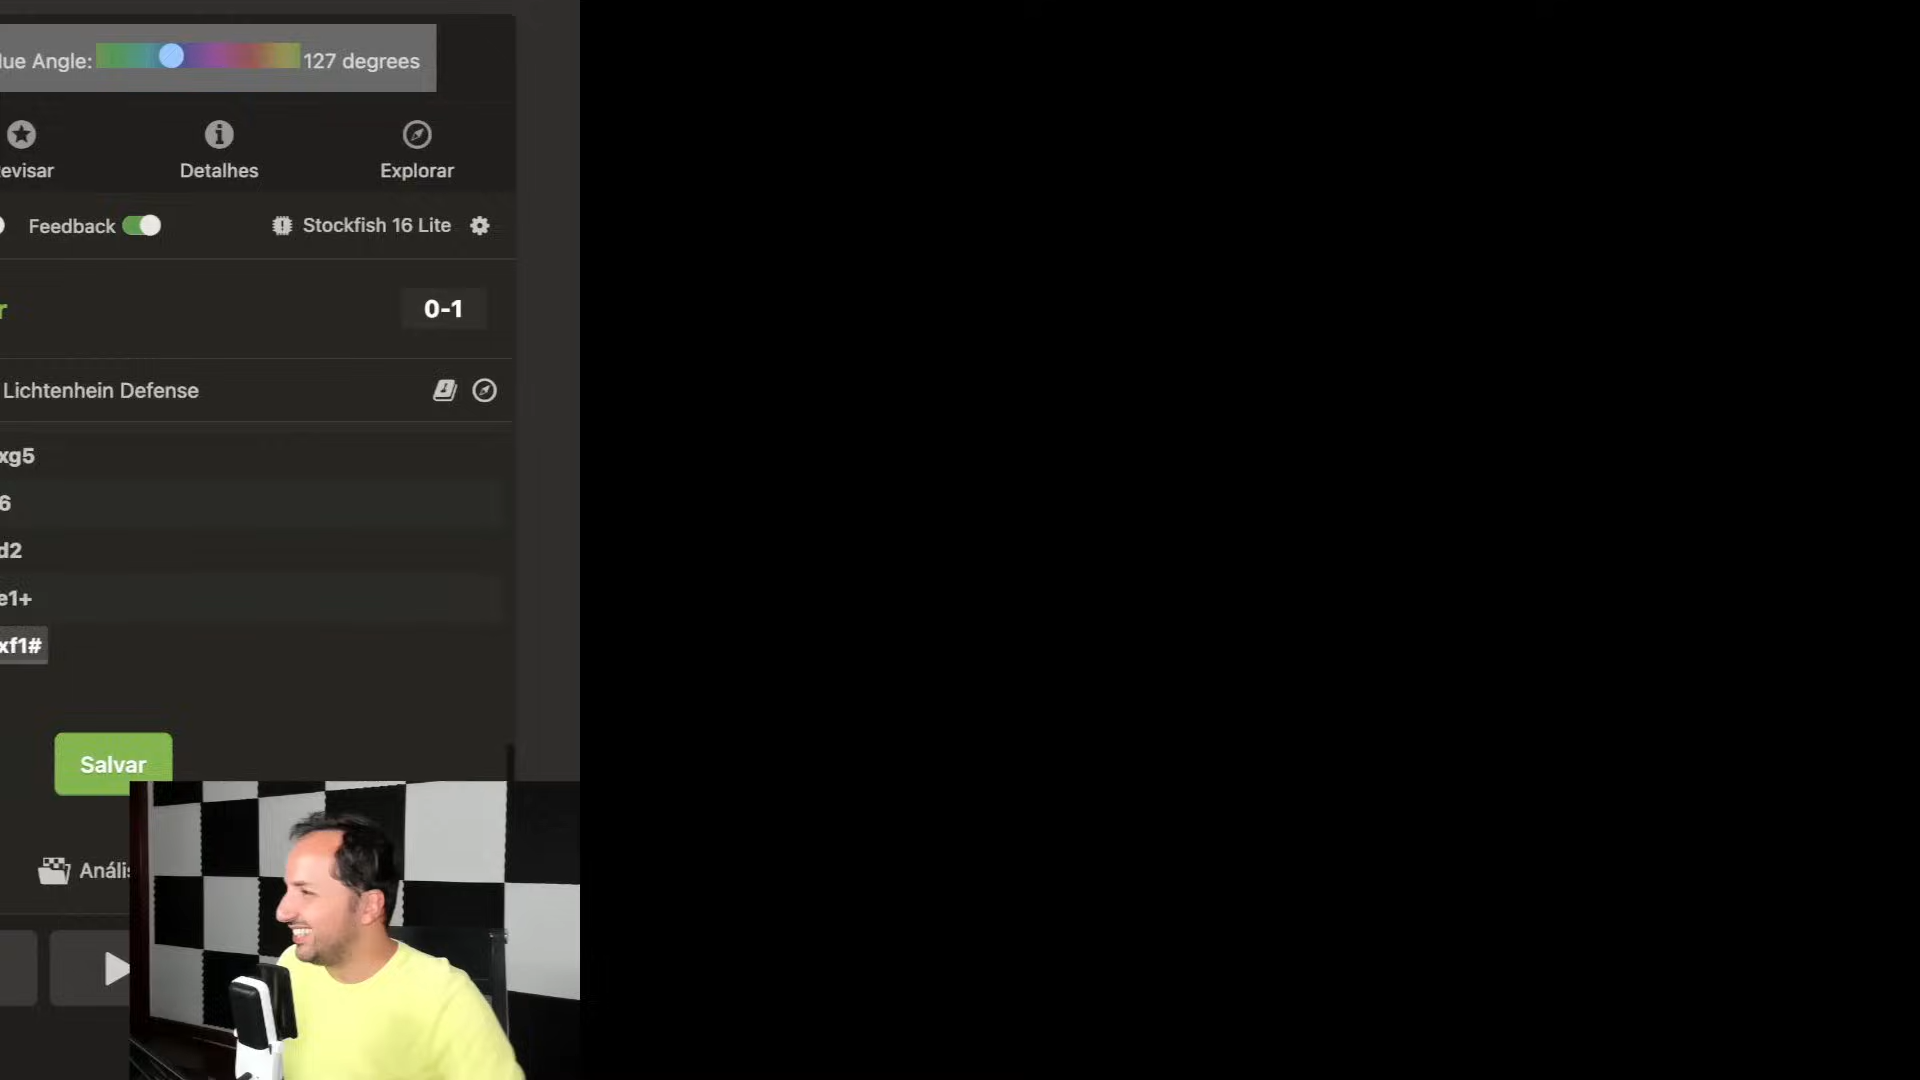 lue Angle: 127 degrees
evisar Detalhes Explorar
Feedback Stockfish 16 Lite
r 0-1
Lichtenhein Defense
xg5
6
d2
e1+
xf1#
Salvar
Anális